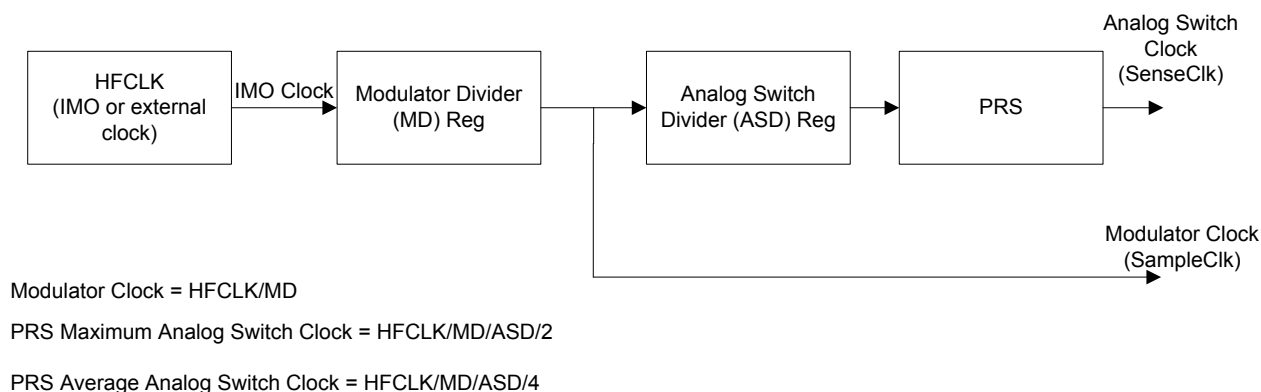 HFCLK
(IMO or external
clock)
IMO Clock
Modulator Divider
(MD) Reg
Analog Switch
Divider (ASD) Reg
PRS
Analog Switch
Clock
(SenseClk)
Modulator Clock
(SampleClk)
Modulator Clock = HFCLK/MD
PRS Maximum Analog Switch Clock = HFCLK/MD/ASD/2
PRS Average Analog Switch Clock = HFCLK/MD/ASD/4